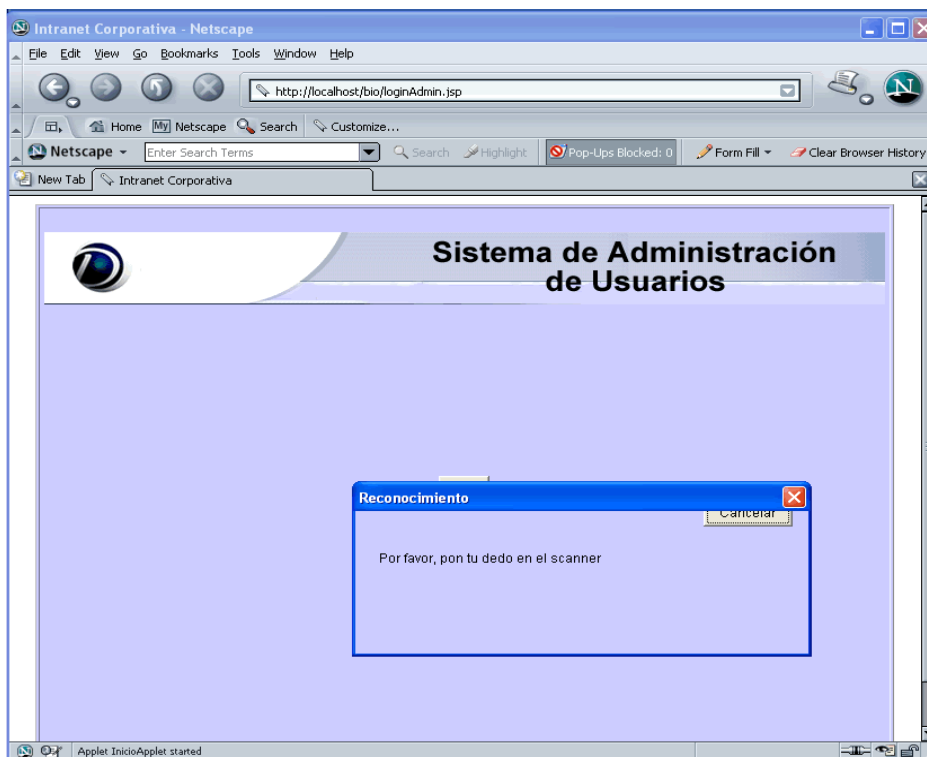 Intranet Corporativa - Netscape
File Edit View Go Bookmarks Tools Window Help
http://localhost/bio/loginAdmin.jsp
Home My Netscape Search Customize...
Netscape Enter Search Terms Search Highlight Pop-Ups Blocked: 0 Form Fill Clear Browser History
New Tab Intranet Corporativa
Sistema de Administración
de Usuarios
Reconocimiento
Cancelar
Por favor, pon tu dedo en el scanner
Applet InicioApplet started